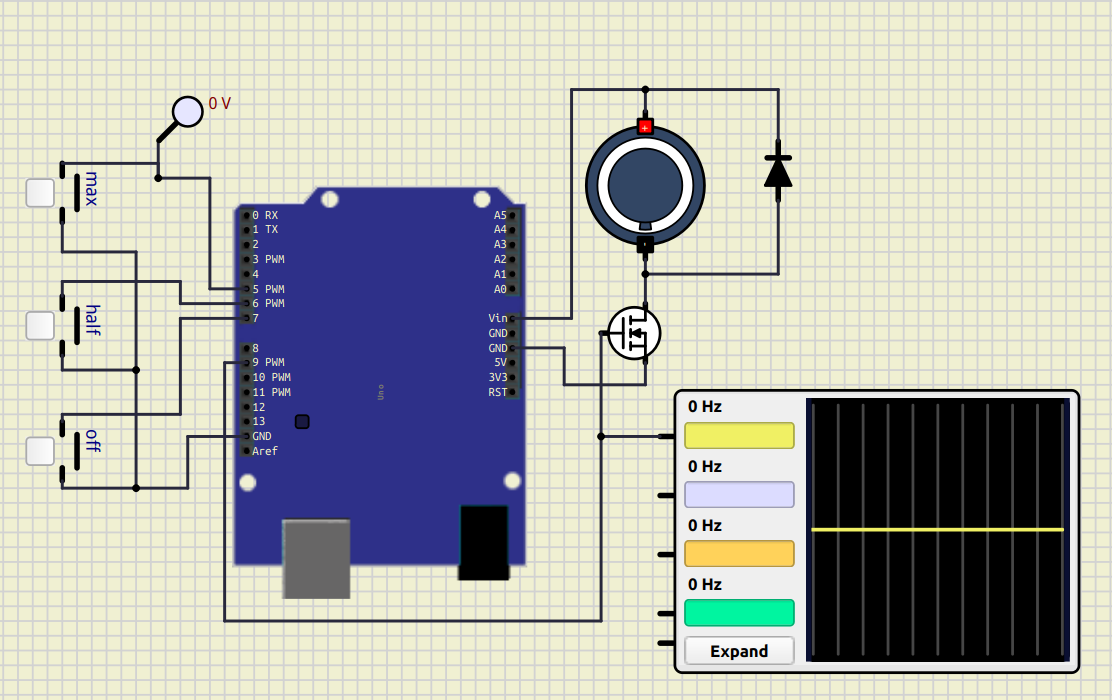 0 V
max
half
off
0 RX
1 TX
2
3 PWM
4
5 PWM
6 PWM
7
8
9 PWM
10 PWM
11 PWM
12
13
GND
Aref
Uno
A5
A4
A3
A2
A1
A0
Vin
GND
GND
5V
3V3
RST
+
0 Hz
0 Hz
0 Hz
0 Hz
Expand